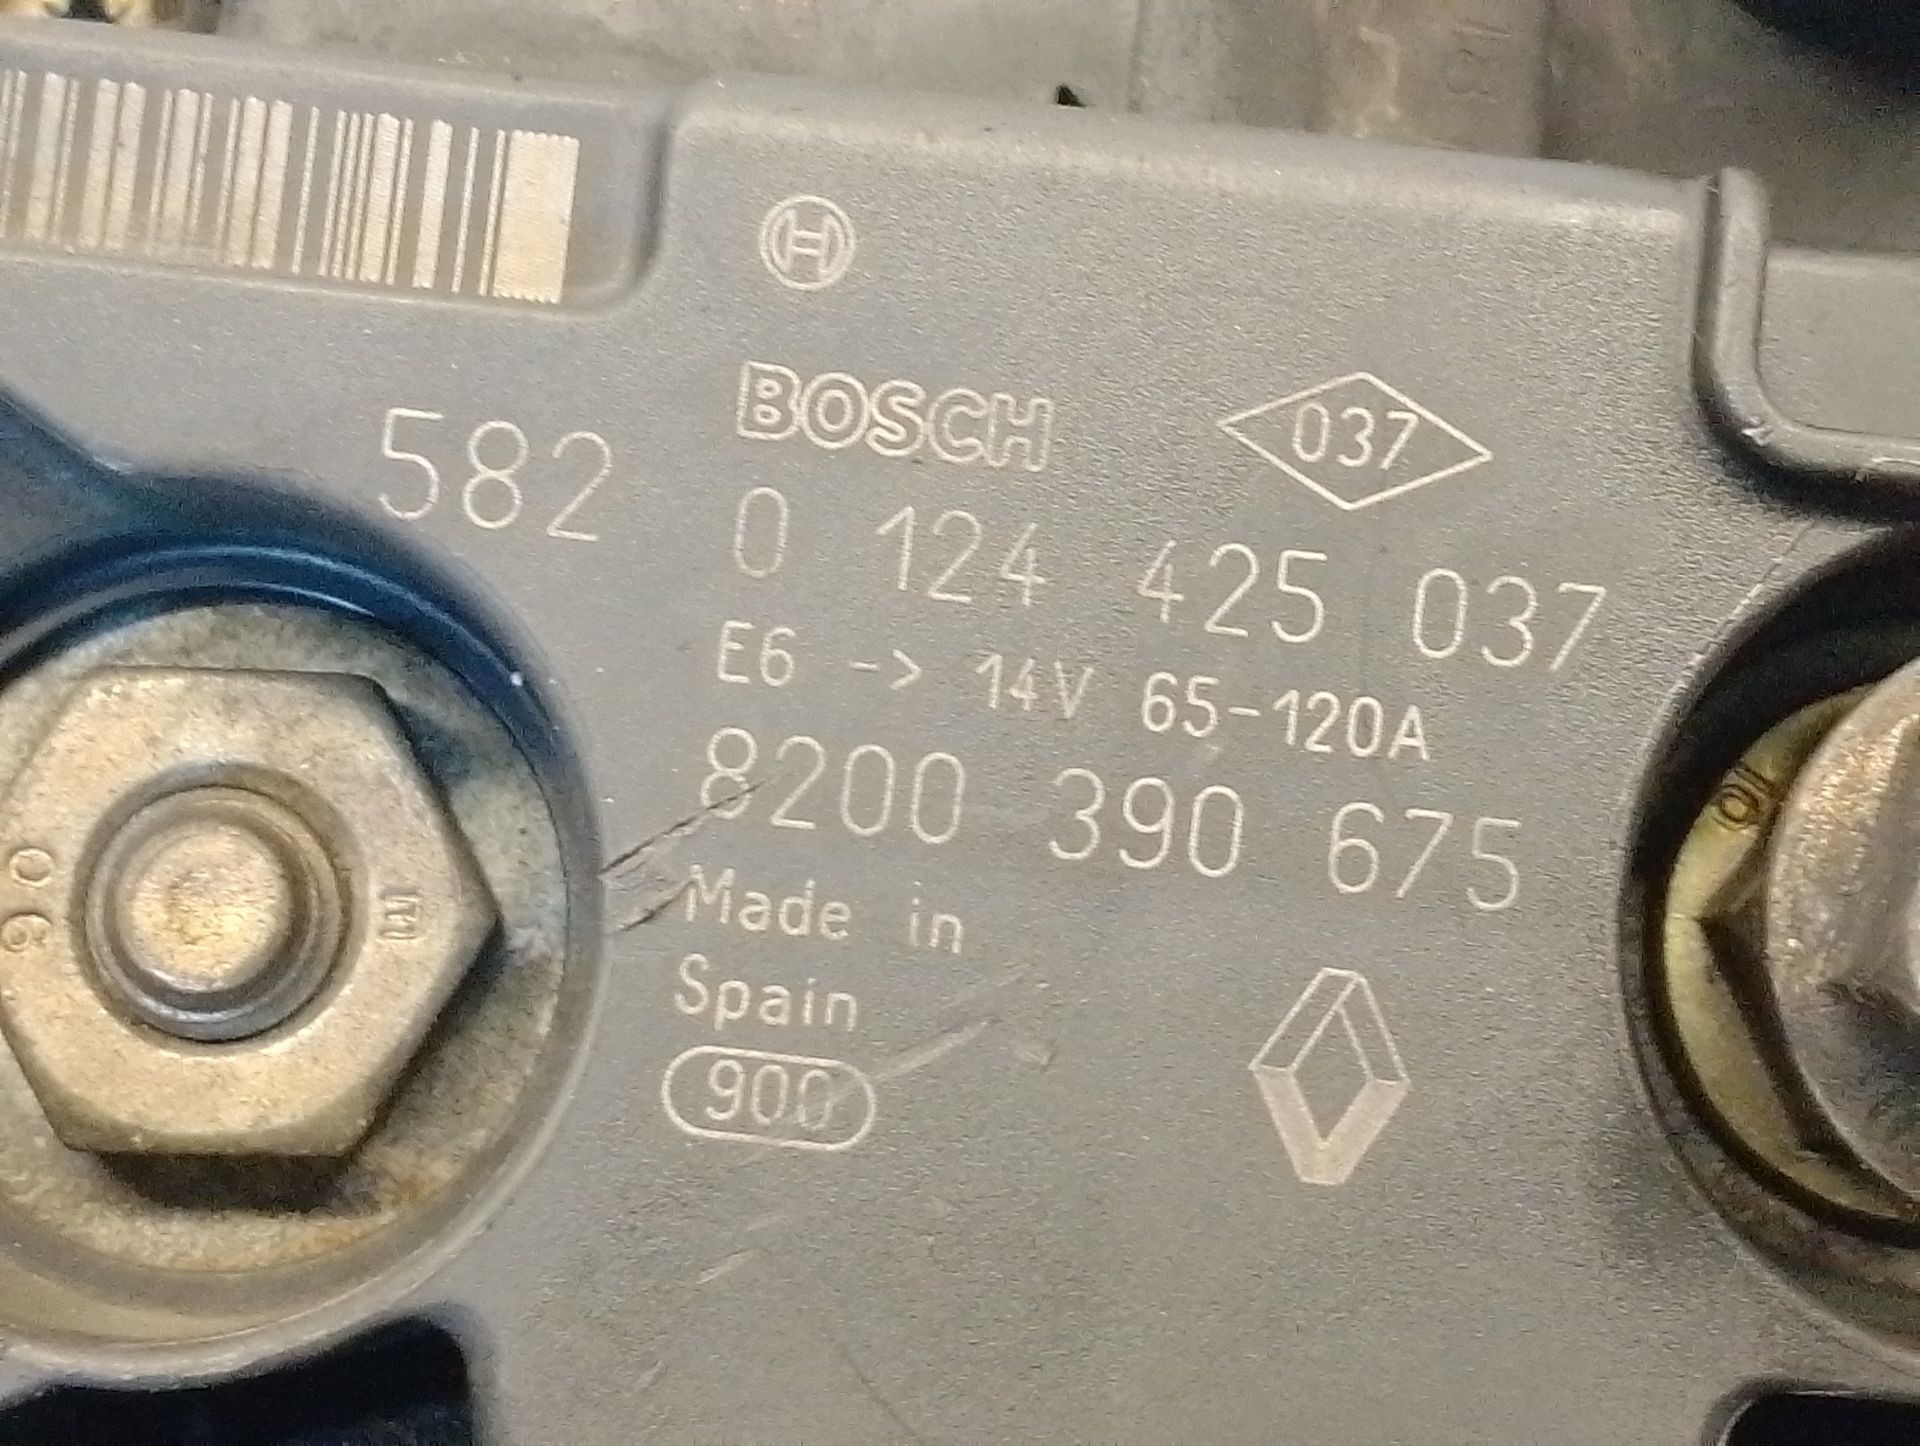 BOSCH
037
582
0 124 425 037
E6 -> 14V 65-120A
8200 390 675
Made in
Spain
900